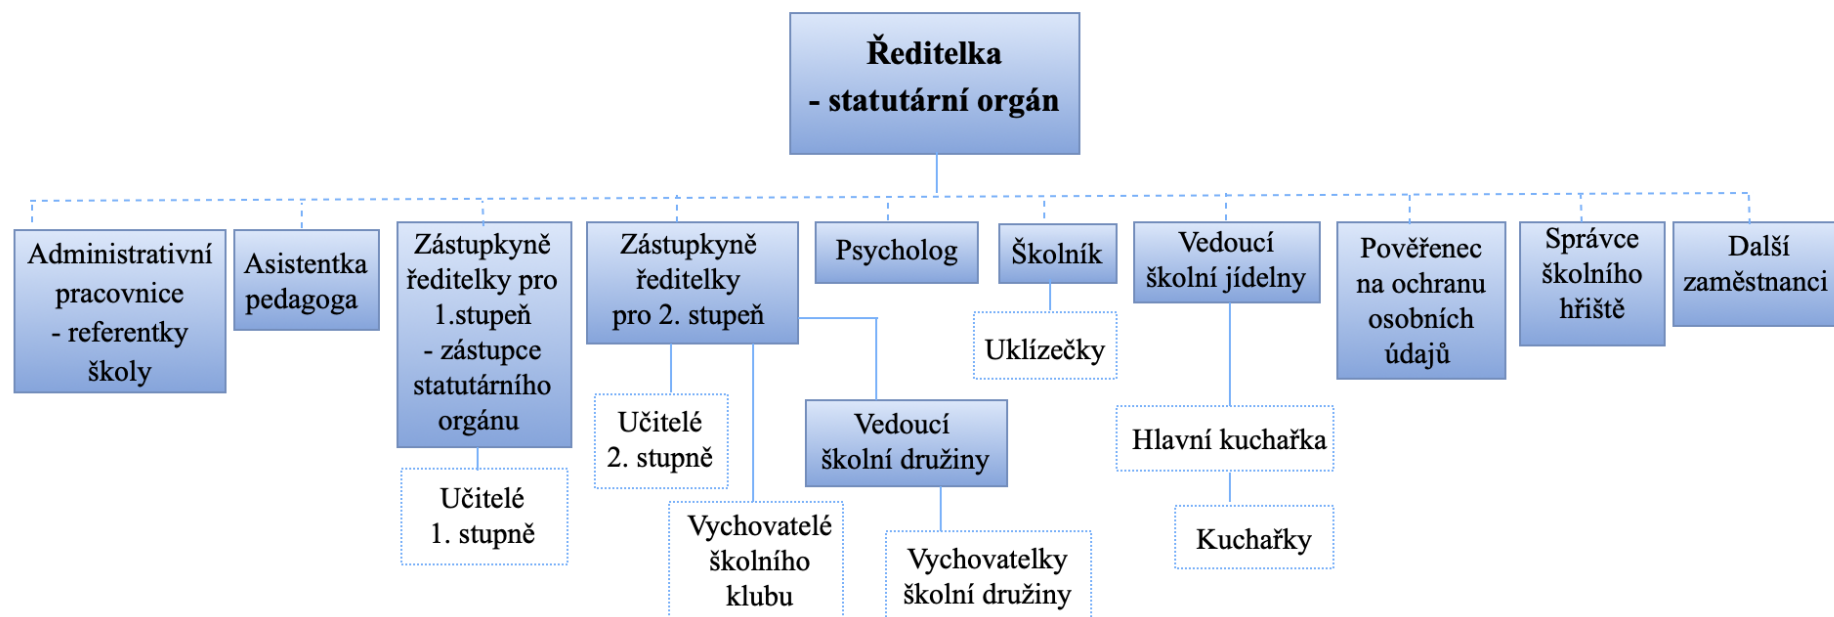 Ředitelka
- statutární orgán
Administrativní
pracovnice
- referentky
školy
Asistentka
pedagoga
Zástupkyně
ředitelky pro
1.stupeň
- zástupce
statutárního
orgánu
Zástupkyně
ředitelky
pro 2. stupeň
Psycholog
Školník
Vedoucí
školní jídelny
Pověřenec
na ochranu
osobních
údajů
Správce
školního
hřiště
Další
zaměstnanci
Uklízečky
Učitelé
2. stupně
Vedoucí
školní družiny
Hlavní kuchařka
Učitelé
1. stupně
Vychovatelé
školního
klubu
Vychovatelky
školní družiny
Kuchařky